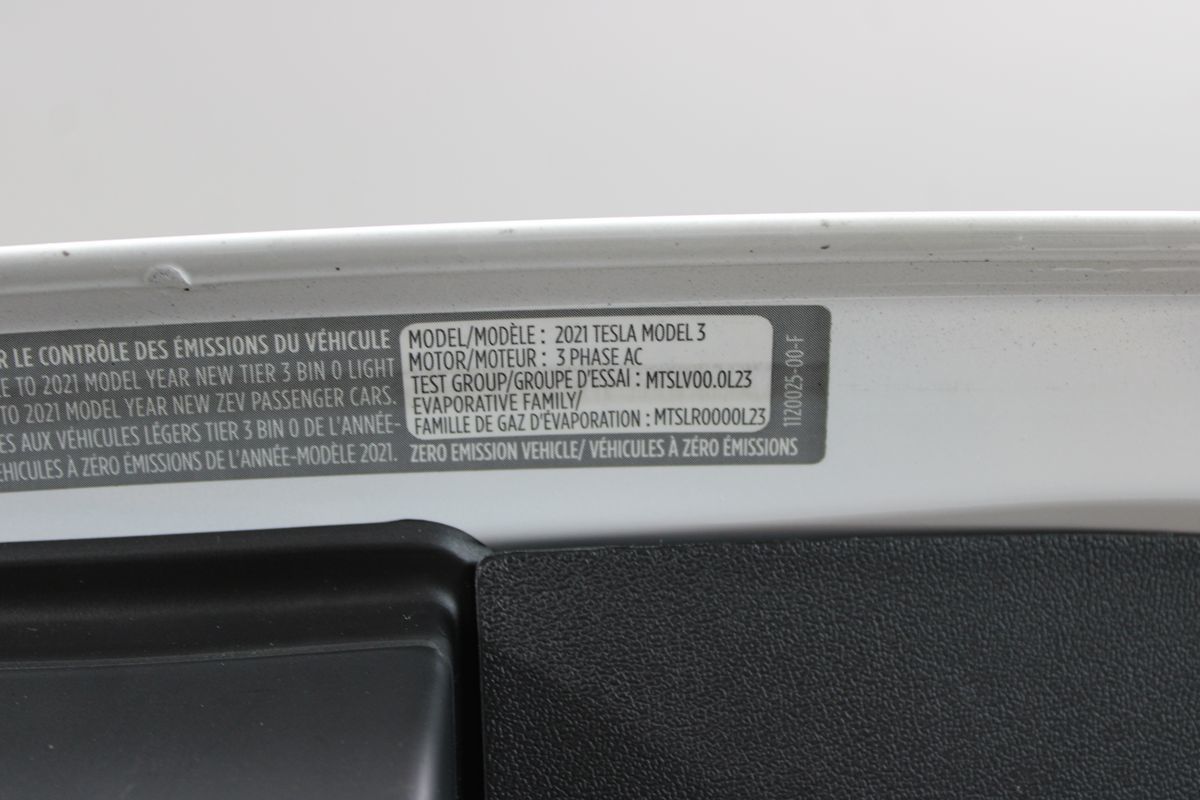 R LE CONTRÔLE DES ÉMISSIONS DU VÉHICULE
LE TO 2021 MODEL YEAR NEW TIER 3 BIN 0 LIGHT
TO 2021 MODEL YEAR NEW ZEV PASSENGER CARS.
ES AUX VÉHICULES LÉGERS TIER 3 BIN 0 DE L'ANNÉE-
ÉHICULES À ZÉRO ÉMISSIONS DE L'ANNÉE-MODÈLE 2021.
MODEL/MODÈLE : 2021 TESLA MODEL 3
MOTOR/MOTEUR : 3 PHASE AC
TEST GROUP/GROUPE D'ESSAI : MTSLV00.0L23
EVAPORATIVE FAMILY/
FAMILLE DE GAZ D'ÉVAPORATION : MTSLR0000L23
ZERO EMISSION VEHICLE/ VÉHICULES À ZÉRO ÉMISSIONS
1120025-00-F